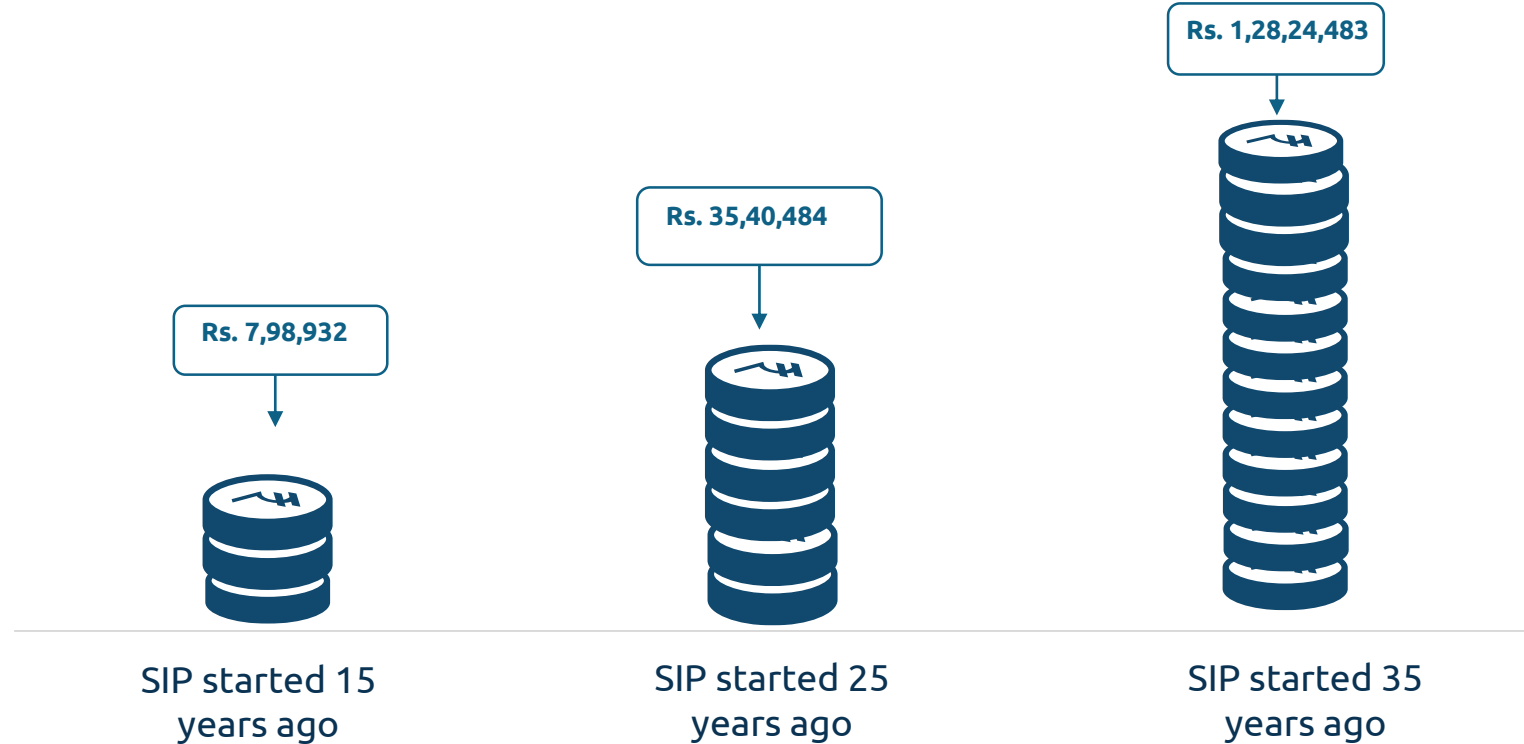 Rs. 1,28,24,483
Rs. 35,40,484
Rs. 7,98,932
SIP started 15
years ago
SIP started 25
years ago
SIP started 35
years ago